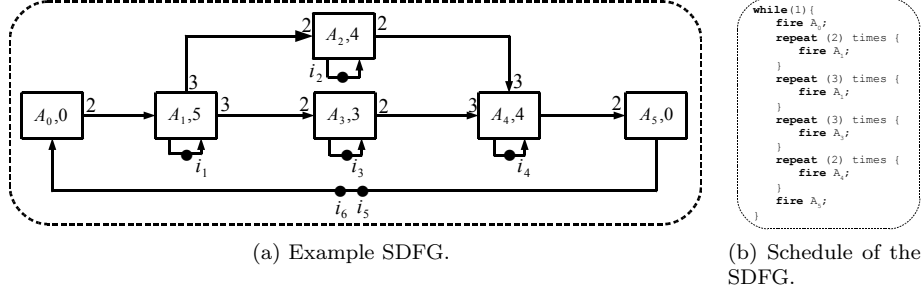 2 A₂,4 2
i₂
3 3
A₀,0 2 A₁,5 3 2 A₃,3 3 A₄,4 2 A₅,0
i₁ i₃ i₄
i₆ i₅
(a) Example SDFG.
while(1){
fire A₀;
repeat (2) times {
fire A₁;
}
repeat (3) times {
fire A₁;
}
repeat (3) times {
fire A₃;
}
repeat (2) times {
fire A₄;
}
fire A₅;
}
(b) Schedule of the
SDFG.